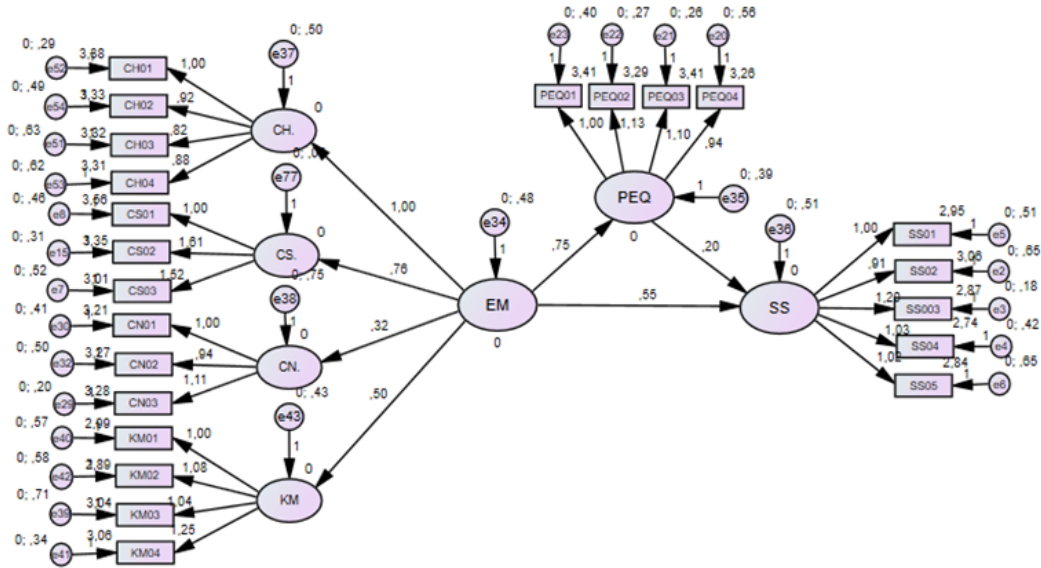 0; ,29
e52
3,88
1
CH01
1,00
0; ,50
e37
1
0
CH.
0; ,49
e54
3,33
CH02
,92
0; ,63
e51
CH03
,82
0; ,62
e53
3,31
CH04
,88
0; ,46
e8
3,66
CS01
1,00
e77
1
0
CS.
0; ,31
e15
3,35
CS02
1,61
0; ,52
e7
3,01
CS03
1,52
0; ,75
e38
1
0
CN.
0; ,41
e30
3,21
CN01
1,00
0; ,50
e32
3,27
CN02
,94
0; ,20
e29
3,28
CN03
1,11
0; ,43
e43
1
0
KM
0; ,57
e40
2,99
KM01
1,00
0; ,58
e42
2,89
KM02
1,08
0; ,71
e39
3,04
KM03
1,04
0; ,34
e41
3,06
1
KM04
1,25
1,00
,76
,32
,50
0; ,48
e34
1
EM
0
,75
,55
0; ,40
e23
1
3,41
PEQ01
1,00
0; ,27
e22
1
3,29
PEQ02
1,13
0; ,26
e21
1
3,41
PEQ03
1,10
0; ,56
e20
1
3,26
PEQ04
,94
PEQ
0
1
0; ,39
e35
,20
0; ,51
e36
1
0
SS
1,00
2,95
SS01
1
0; ,51
e5
,91
3,06
SS02
1
0; ,65
e2
2,87
SS003
1
0; ,18
e3
1,03
2,74
SS04
1
0; ,42
e4
1,02
2,84
SS05
1
0; ,65
e6